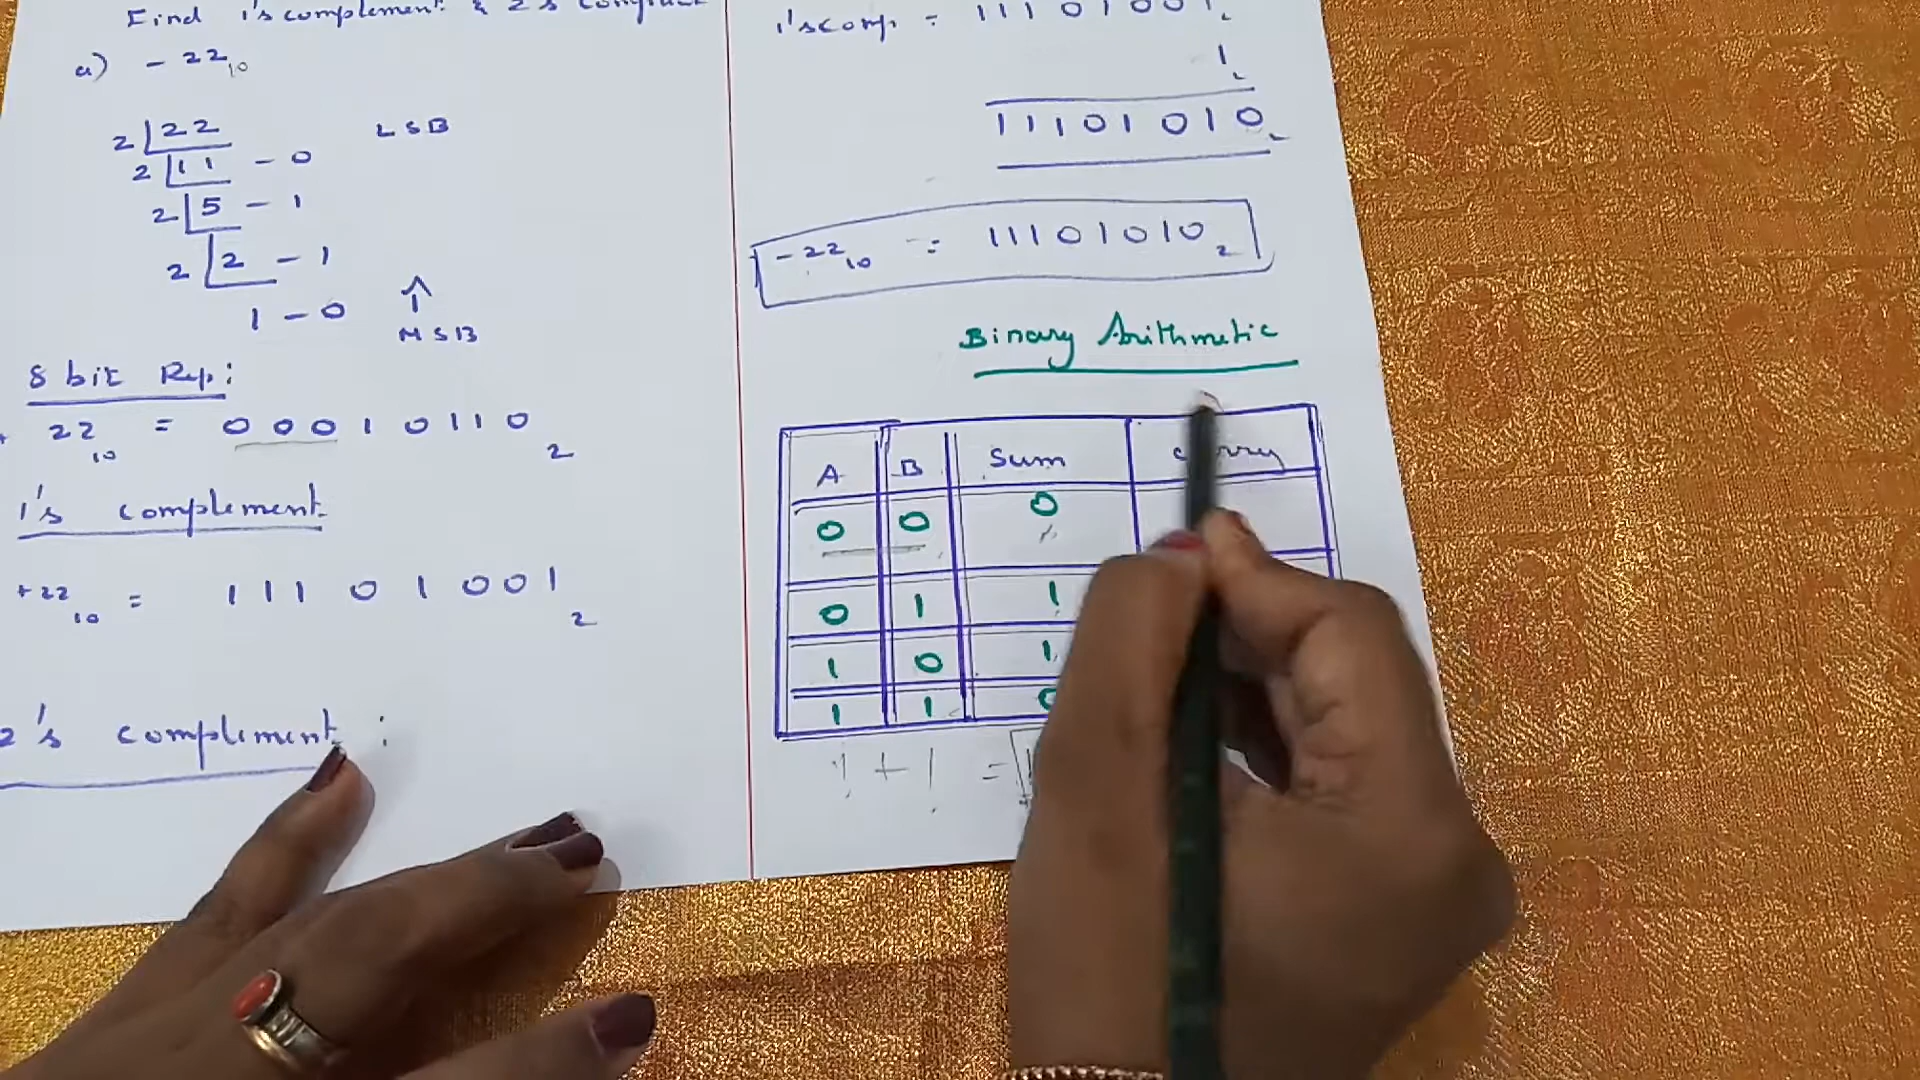 Find 1's complement & 2's
a) - 22₁₀
2 22 LSB
2 11 - 0
2 5 - 1
2 2 - 1
1 - 0
MSB
8 bit Rep:
22₁₀ = 00010110₂
1's complement
+22₁₀ = 11101001₂
2's complement :
1's comp = 11101001₂
1₂
11101010₂
-22₁₀ = 11101010₂
Binary Arithmetic
A B Sum
0 0 0
0 1 1
1 0 1
1 1 0
1 + 1 =